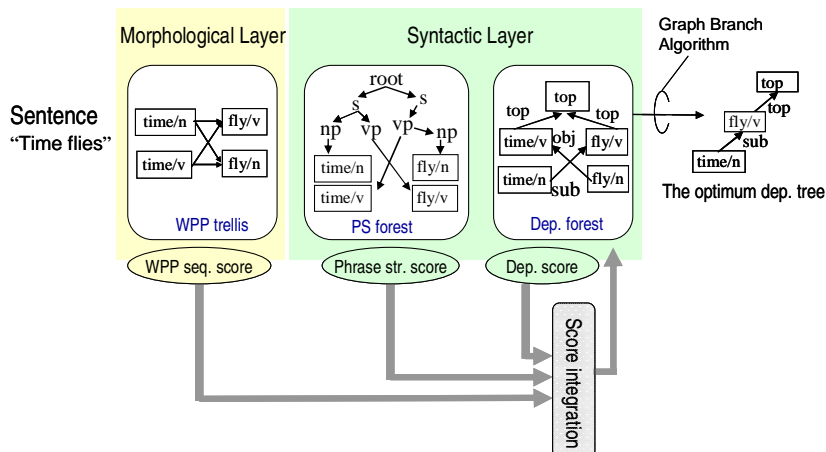 Morphological Layer
Syntactic Layer
Graph Branch
Algorithm
Sentence
“Time flies”
time/n
fly/v
time/v
fly/n
WPP trellis
root
s
s
np
vp
vp
np
time/n
fly/n
time/v
fly/v
PS forest
top
top
top
time/v
obj
fly/v
time/n
sub
fly/n
Dep. forest
top
top
fly/v
sub
time/n
The optimum dep. tree
WPP seq. score
Phrase str. score
Dep. score
Score integration